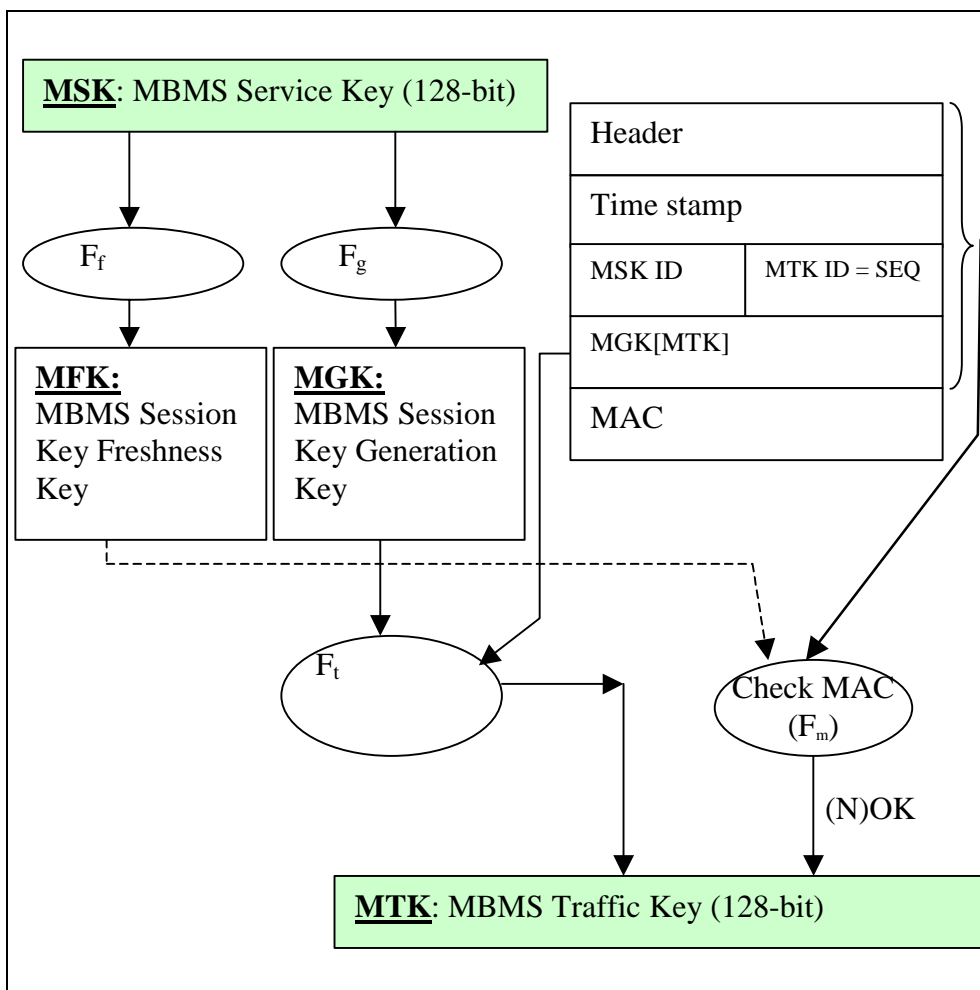 MSK: MBMS Service Key (128-bit)
Header
Time stamp
MSK ID
MTK ID = SEQ
MGK[MTK]
MAC
Ff
Fg
MFK:
MBMS Session
Key Freshness
Key
MGK:
MBMS Session
Key Generation
Key
Ft
Check MAC
(Fm)
(N)OK
MTK: MBMS Traffic Key (128-bit)